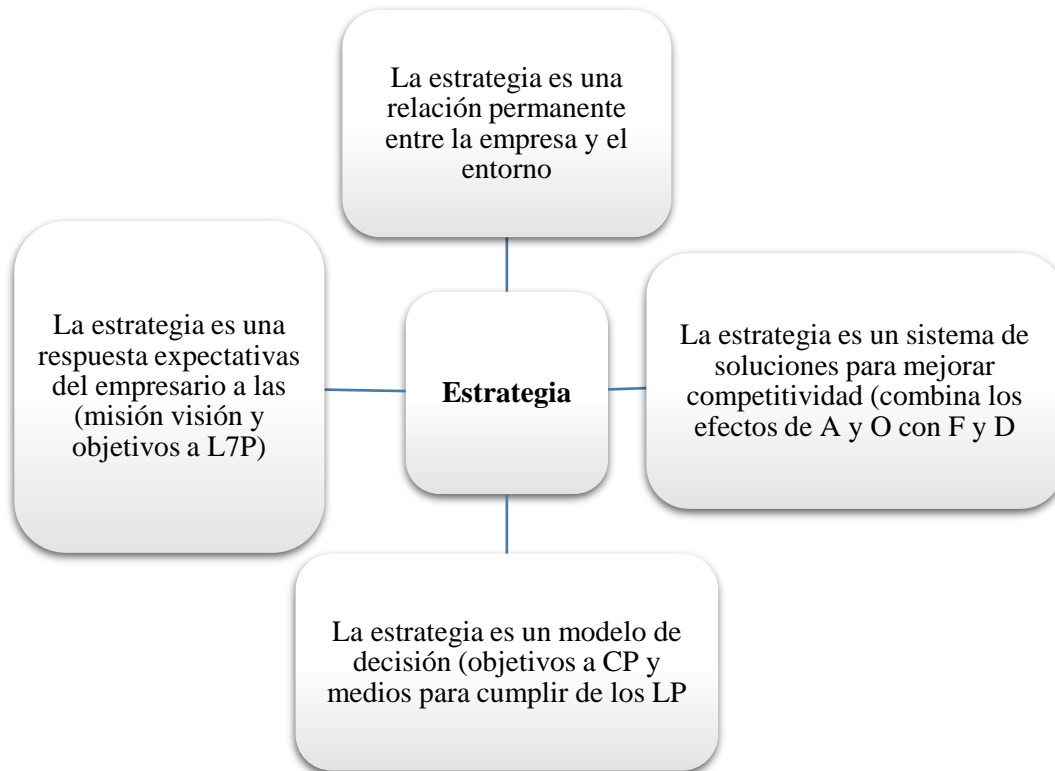 La estrategia es una
relación permanente
entre la empresa y el
entorno
La estrategia es una
respuesta expectativas
del empresario a las
(misión visión y
objetivos a L7P)
Estrategia
La estrategia es un sistema de
soluciones para mejorar
competitividad (combina los
efectos de A y O con F y D
La estrategia es un modelo de
decisión (objetivos a CP y
medios para cumplir de los LP